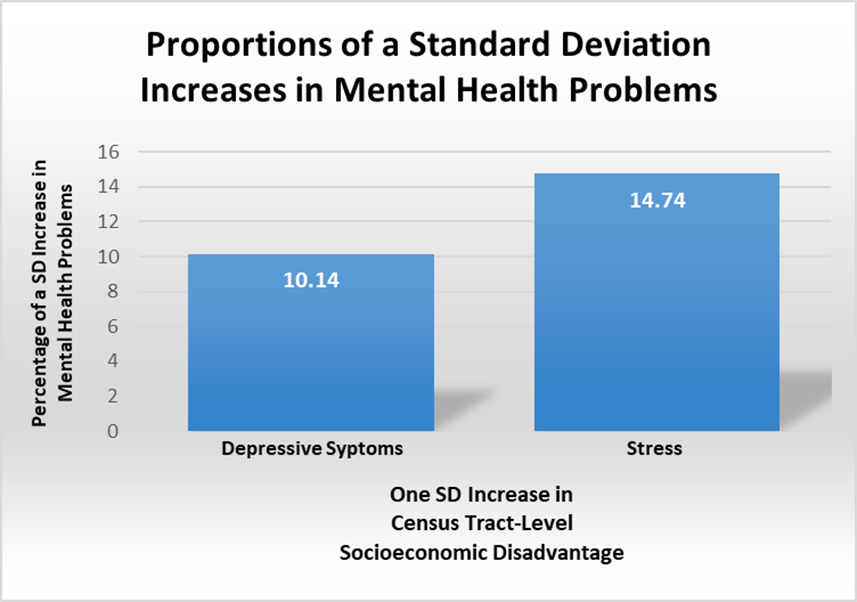 Proportions of a Standard Deviation
Increases in Mental Health Problems
Percentage of a SD Increase in
Mental Health Problems
16
14
12
10
8
6
4
2
0
10.14
14.74
Depressive Syptoms
Stress
One SD Increase in
Census Tract-Level
Socioeconomic Disadvantage